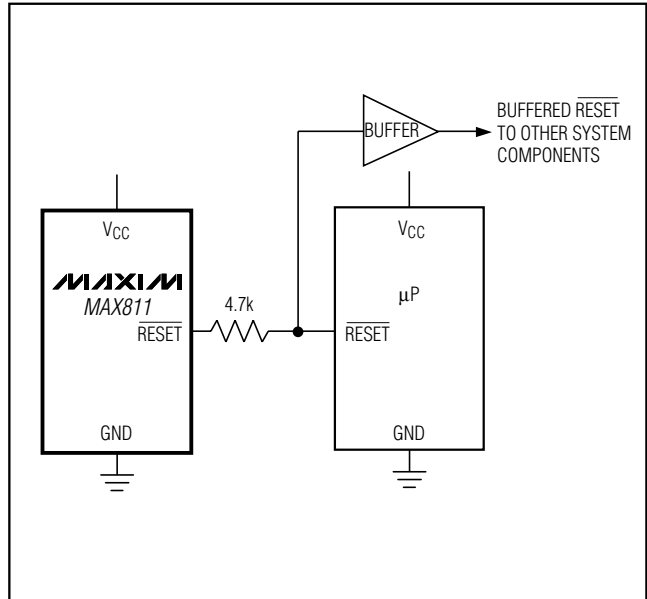 BUFFER
BUFFERED RESET
TO OTHER SYSTEM
COMPONENTS
VCC
MAXIM
MAX811
RESET
GND
4.7k
VCC
μP
RESET
GND